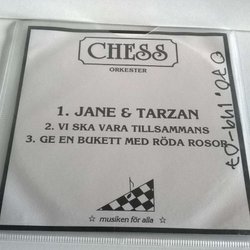 CHESS
ORKESTER
1. JANE & TARZAN
2. VI SKA VARA TILLSAMMANS
3. GE EN BUKETT MED RÖDA ROSOR
☆ musiken för alla ☆